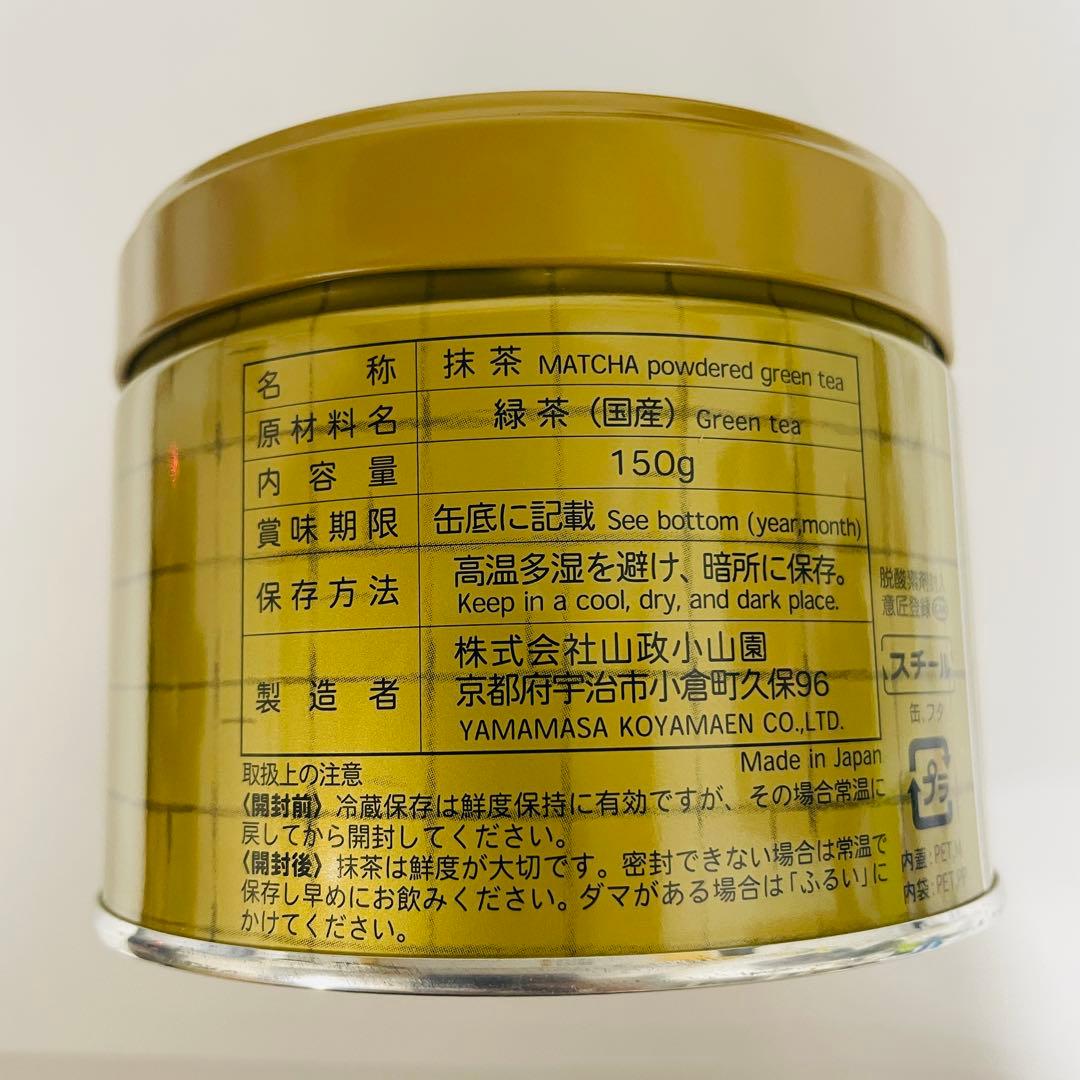 名称 抹茶 MATCHA powdered green tea
原材料名 緑茶（国産） Green tea
内容量 150g
賞味期限 缶底に記載 See bottom (year,month)
保存方法 高温多湿を避け、暗所に保存。
Keep in a cool, dry, and dark place.
製造者 株式会社山政小山園
京都府宇治市小倉町久保96
YAMAMASA KOYAMAEN CO.,LTD.
Made in Japan
取扱上の注意
〈開封前〉冷蔵保存は鮮度保持に有効ですが、その場合常温に
戻してから開封してください。
〈開封後〉抹茶は鮮度が大切です。密封できない場合は常温で
保存し早めにお飲みください。ダマがある場合は「ふるい」に
かけてください。
脱酸素剤封入
意匠登録
スチール
缶、フタ
プラ
内蓋：PET,
内袋：PET,PP